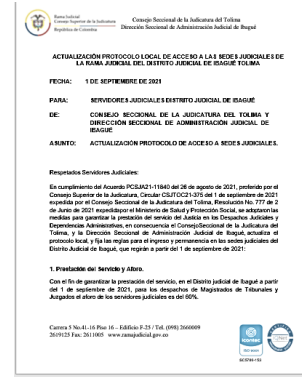 Rama Judicial
Consejo Superior de la Judicatura
República de Colombia
Consejo Seccional de la Judicatura del Tolima
Dirección Seccional de Administración Judicial de Ibagué
ACTUALIZACIÓN PROTOCOLO LOCAL DE ACCESO A LAS SEDES JUDICIALES DE
LA RAMA JUDICIAL DEL DISTRITO JUDICIAL DE IBAGUÉ TOLIMA
FECHA: 1 DE SEPTIEMBRE DE 2021
PARA: SERVIDORES JUDICIALES DISTRITO JUDICIAL DE IBAGUÉ
DE: CONSEJO SECCIONAL DE LA JUDICATURA DEL TOLIMA Y
DIRECCIÓN SECCIONAL DE ADMINISTRACIÓN JUDICIAL DE
IBAGUÉ
ASUNTO: ACTUALIZACIÓN PROTOCOLO DE ACCESO A SEDES JUDICIALES.
Respetados Servidores Judiciales:
En cumplimiento del Acuerdo PCSJA21-11840 del 26 de agosto de 2021, proferido por el
Consejo Superior de la Judicatura, Circular CSJTOC21-375 del 1 de septiembre de 2021
expedida por el Consejo Seccional de la Judicatura del Tolima, Resolución No. 777 de 2
de Junio de 2021 expedida por el Ministerio de Salud y Protección Social, se adoptaron las
medidas para garantizar la prestación del servicio de Justicia en los Despachos Judiciales y
Dependencias Administrativas, en consecuencia el Consejo Seccional de la Judicatura del
Tolima, y la Dirección Seccional de Administración Judicial de Ibagué, actualiza el
protocolo local, y fija las reglas para el ingreso y permanencia en las sedes judiciales del
Distrito Judicial de Ibagué, que regirán a partir del 1 de septiembre de 2021:
1. Prestación del Servicio y Aforo.
Con el fin de garantizar la prestación del servicio, en el Distrito judicial de Ibagué a partir
del 1 de septiembre de 2021, para los despachos de Magistrados de Tribunales y
Juzgados el aforo de los servidores judiciales es del 60%.
Carrera 5 No.41-16 Piso 16 – Edificio F-25 / Tel. (098) 2660009
2619125 Fax: 2611005 www.ramajudicial.gov.co
icontec
ISO 9001
SC5780-153